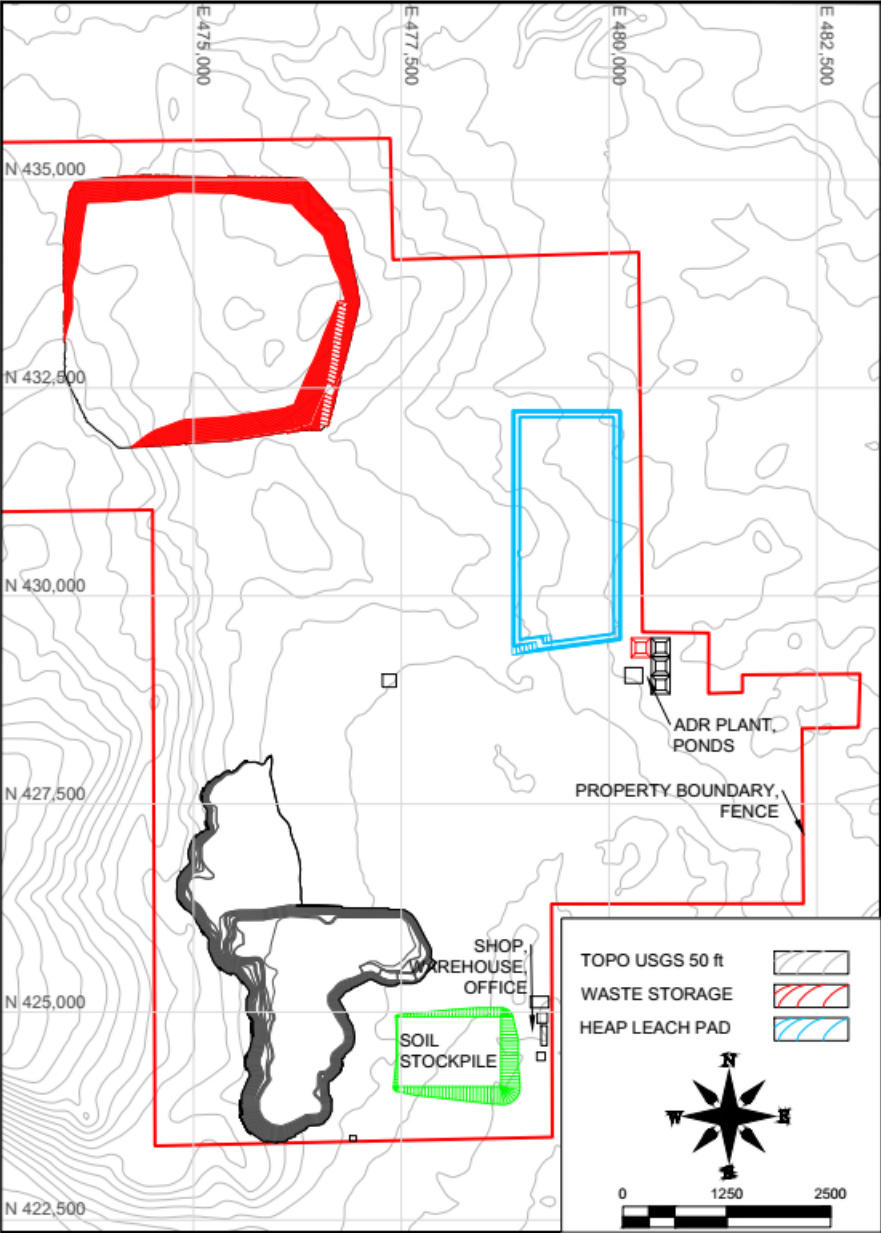 E 475,000
E 477,500
E 480,000
E 482,500
N 435,000
N 432,500
N 430,000
ADR PLANT,
PONDS
PROPERTY BOUNDARY,
FENCE
N 427,500
SHOP,
WAREHOUSE,
OFFICE
N 425,000
SOIL
STOCKPILE
N 422,500
TOPO USGS 50 ft
WASTE STORAGE
HEAP LEACH PAD
N
W E
S
0 1250 2500